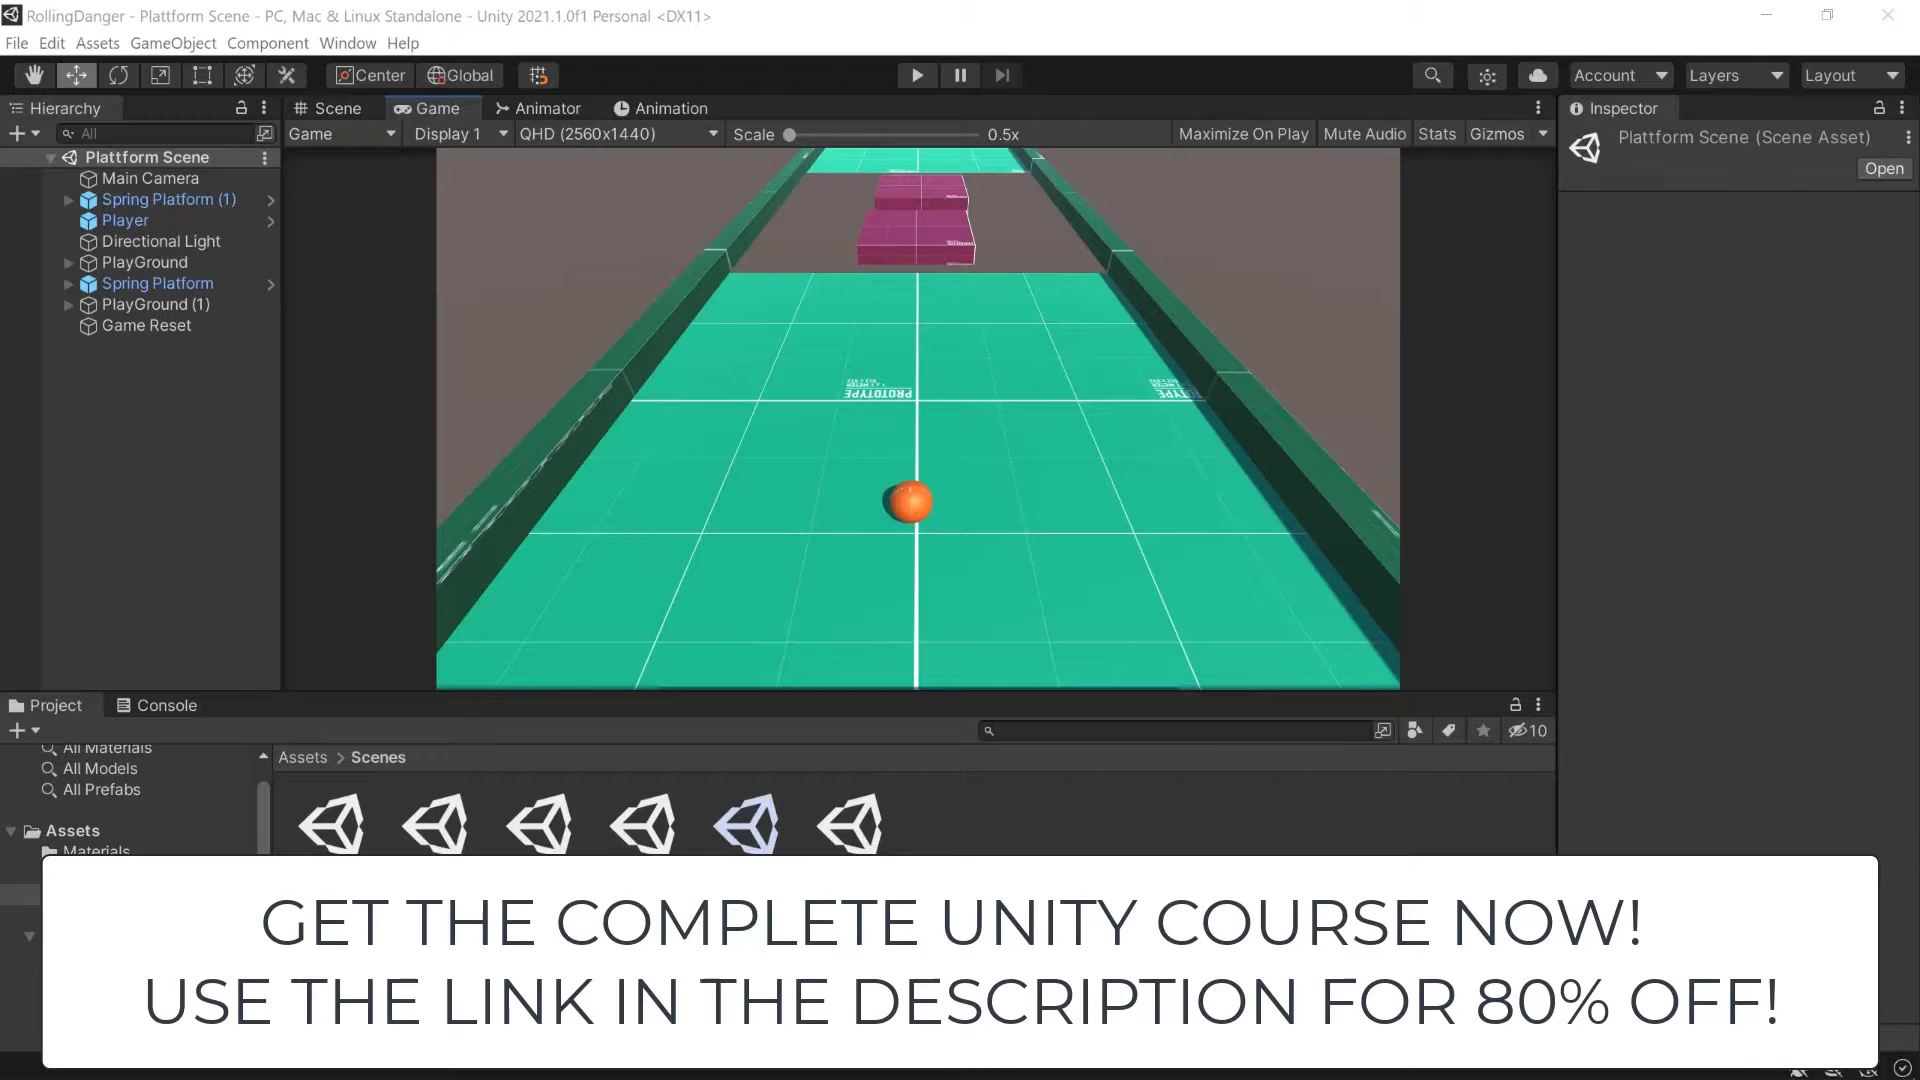 RollingDanger - Plattform Scene - PC, Mac & Linux Standalone - Unity 2021.1.0f1 Personal <DX11>
File Edit Assets GameObject Component Window Help
Center Global Account Layers Layout
Hierarchy Scene Game Animator Animation Inspector
All Game Display 1 QHD (2560x1440) Scale 0.5x Maximize On Play Mute Audio Stats Gizmos
Plattform Scene (Scene Asset)
Open
Plattform Scene
Main Camera
Spring Platform (1)
Player
Directional Light
PlayGround
Spring Platform
PlayGround (1)
Game Reset
PROTOTYPE
Project Console
10
All Materials
All Models
All Prefabs
Assets > Scenes
Assets
Materials
GET THE COMPLETE UNITY COURSE NOW!
USE THE LINK IN THE DESCRIPTION FOR 80% OFF!